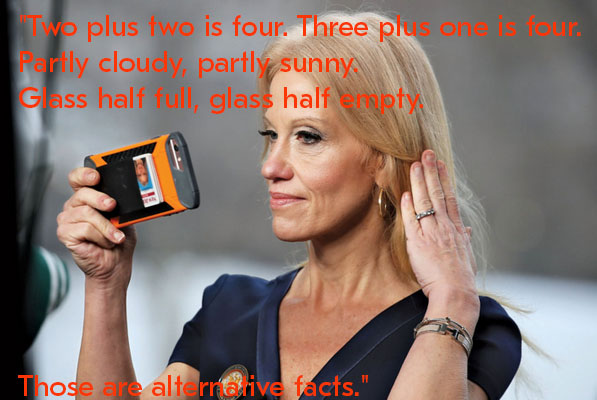 "Two plus two is four. Three plus one is four.
Partly cloudy, partly sunny.
Glass half full, glass half empty.
Those are alternative facts."